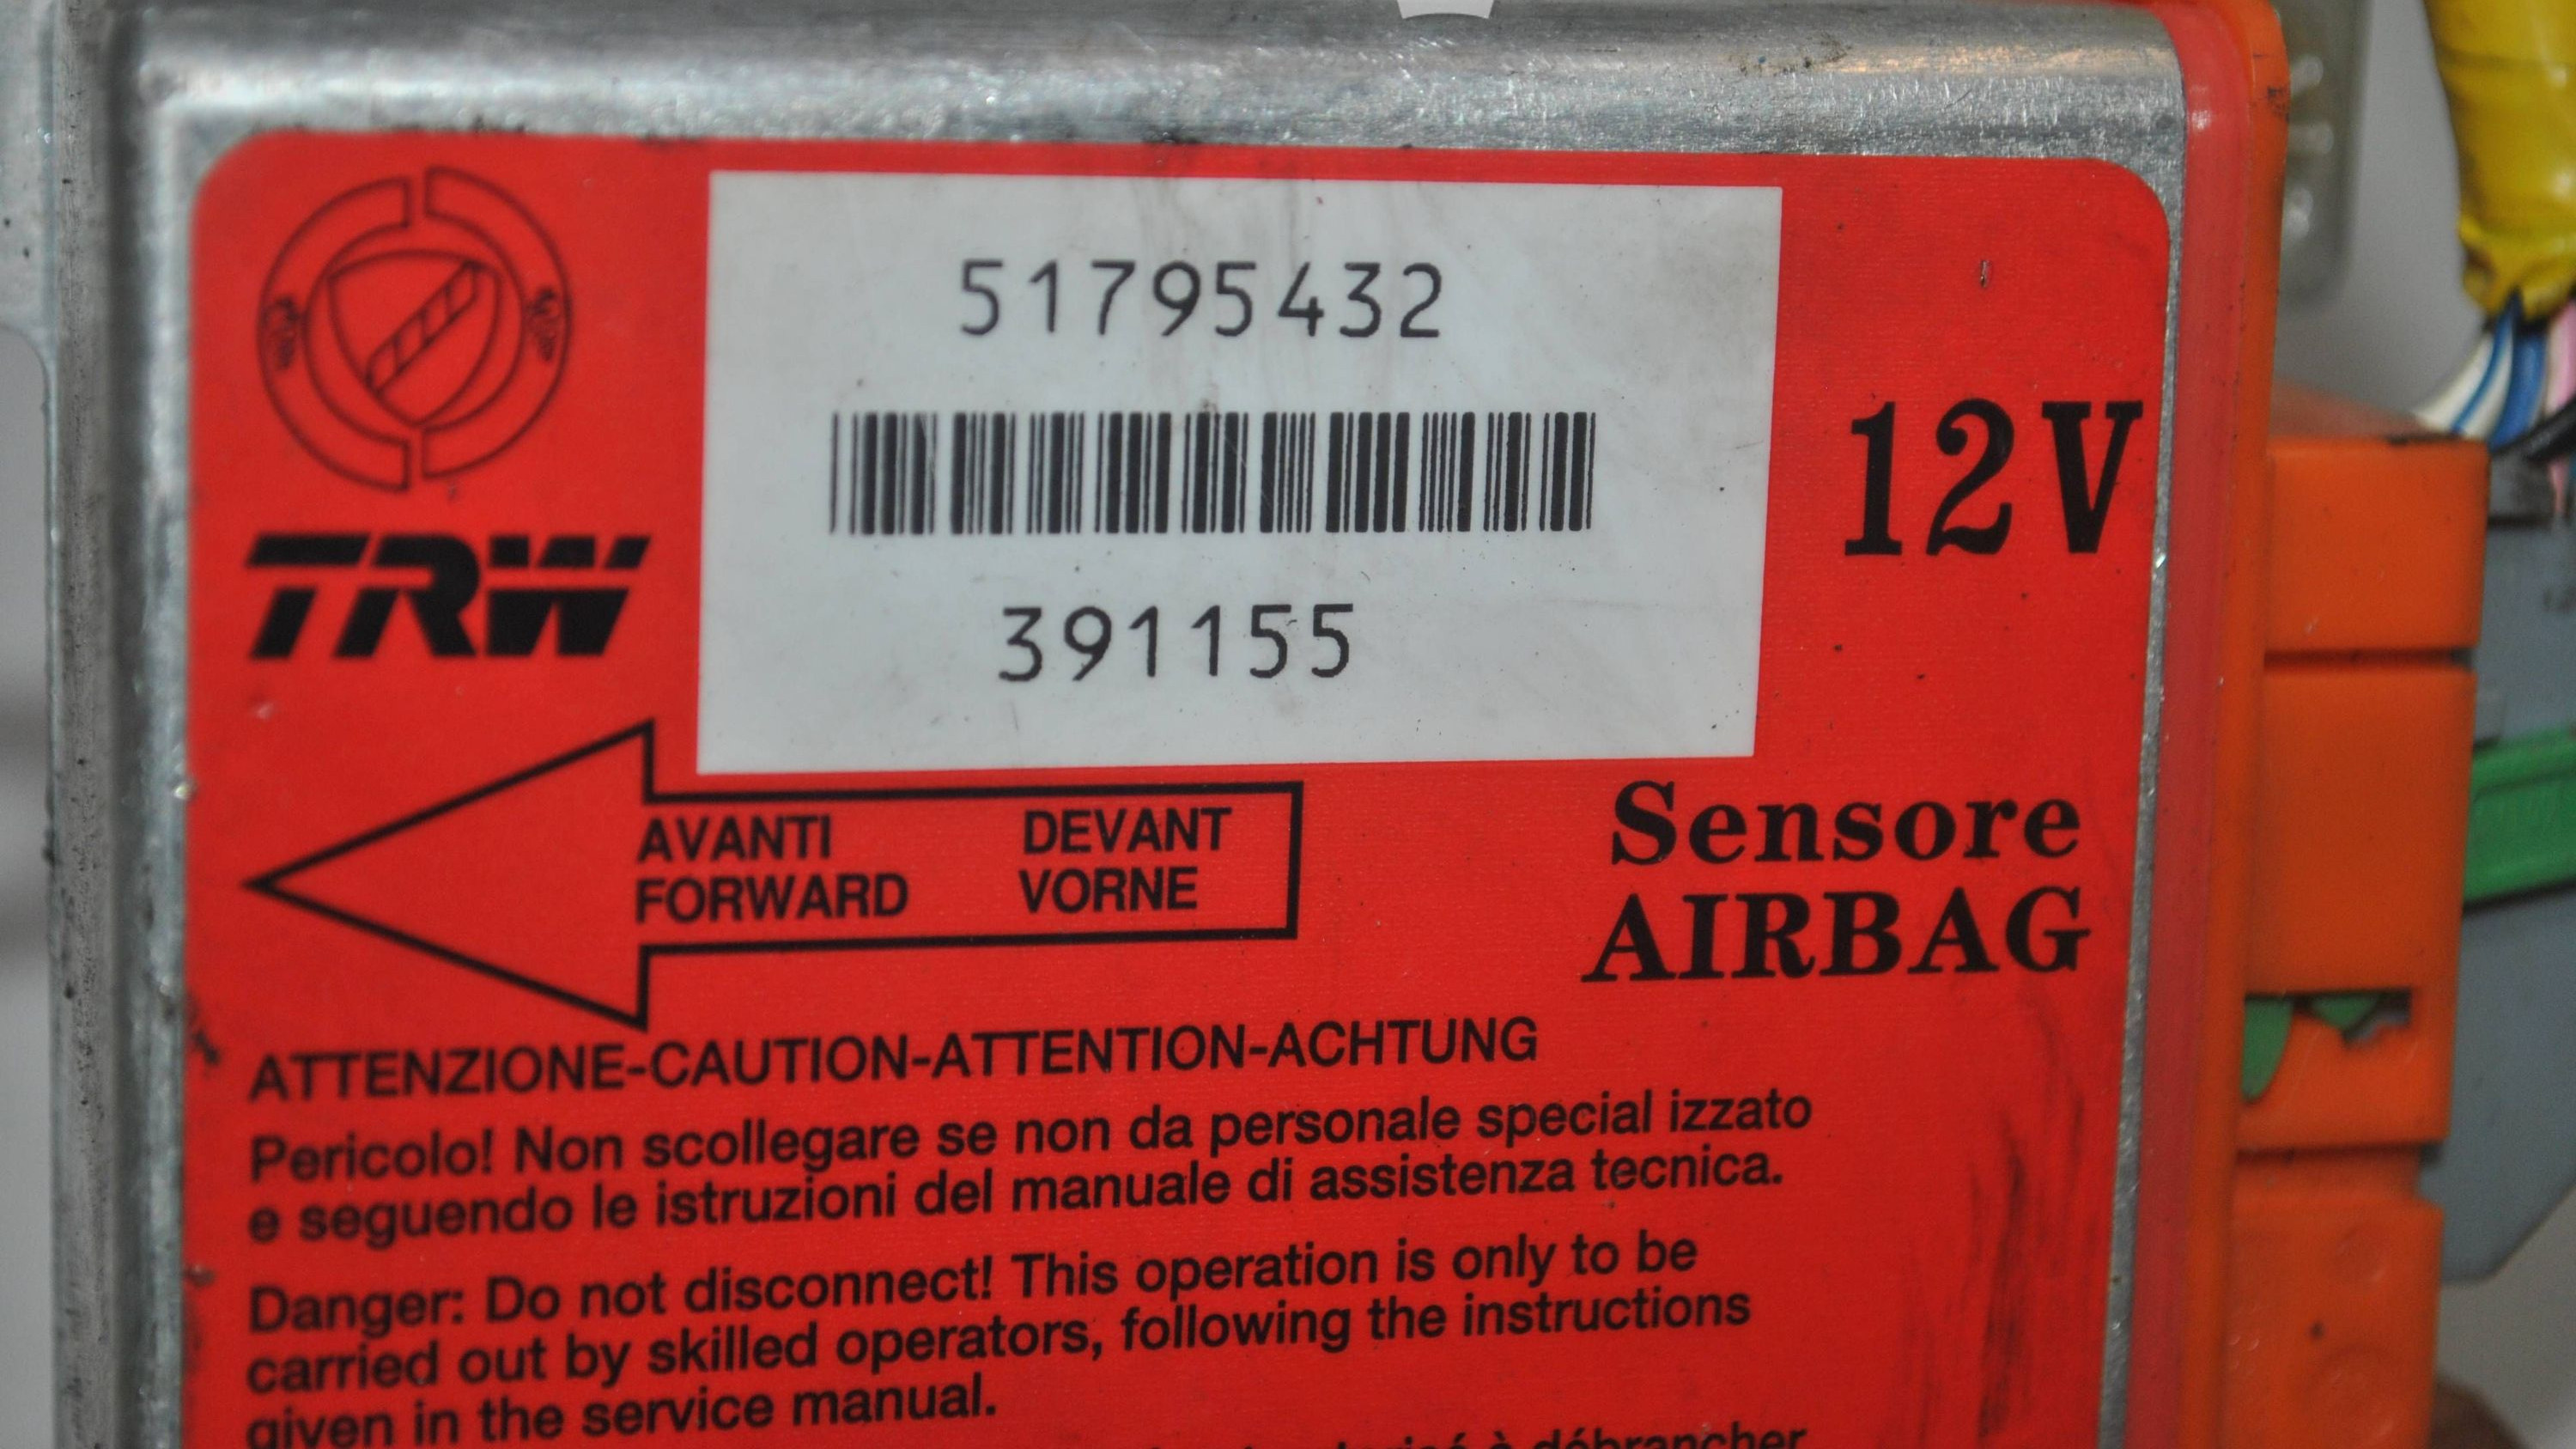 51795432
12V
TRW
391155
AVANTI DEVANT
FORWARD VORNE
Sensore
AIRBAG
ATTENZIONE-CAUTION-ATTENTION-ACHTUNG
Pericolo! Non scollegare se non da personale special izzato
e seguendo le istruzioni del manuale di assistenza tecnica.
Danger: Do not disconnect! This operation is only to be
carried out by skilled operators, following the instructions
given in the service manual.
à débrancher